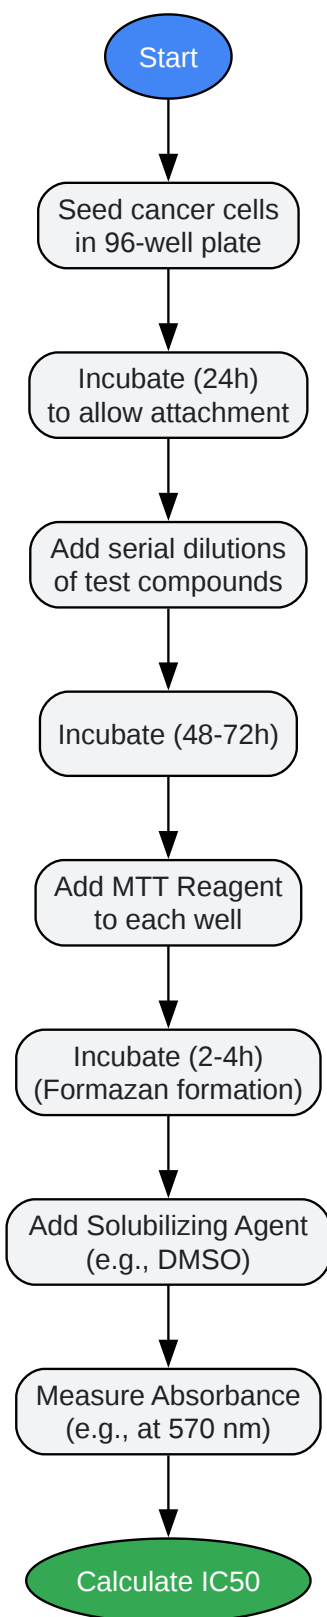 Start
Seed cancer cells
in 96-well plate
Incubate (24h)
to allow attachment
Add serial dilutions
of test compounds
Incubate (48-72h)
Add MTT Reagent
to each well
Incubate (2-4h)
(Formazan formation)
Add Solubilizing Agent
(e.g., DMSO)
Measure Absorbance
(e.g., at 570 nm)
Calculate IC50